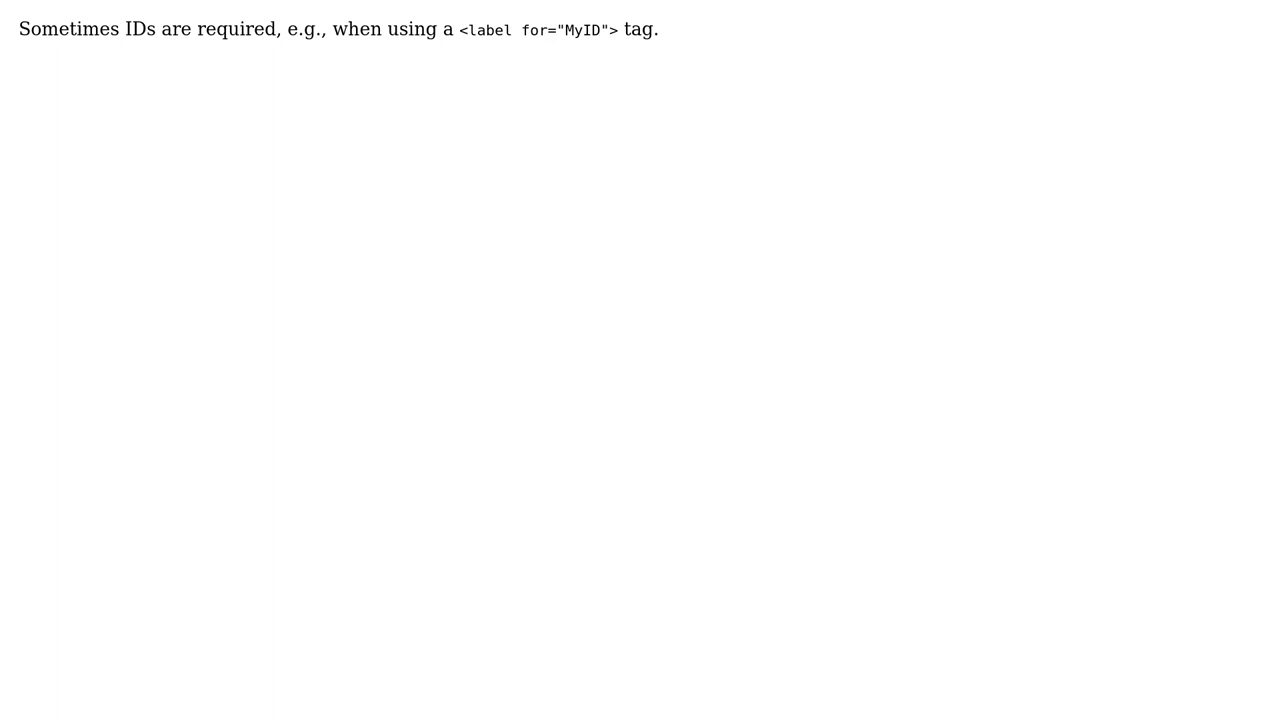 Sometimes IDs are required, e.g., when using a <label for="MyID"> tag.